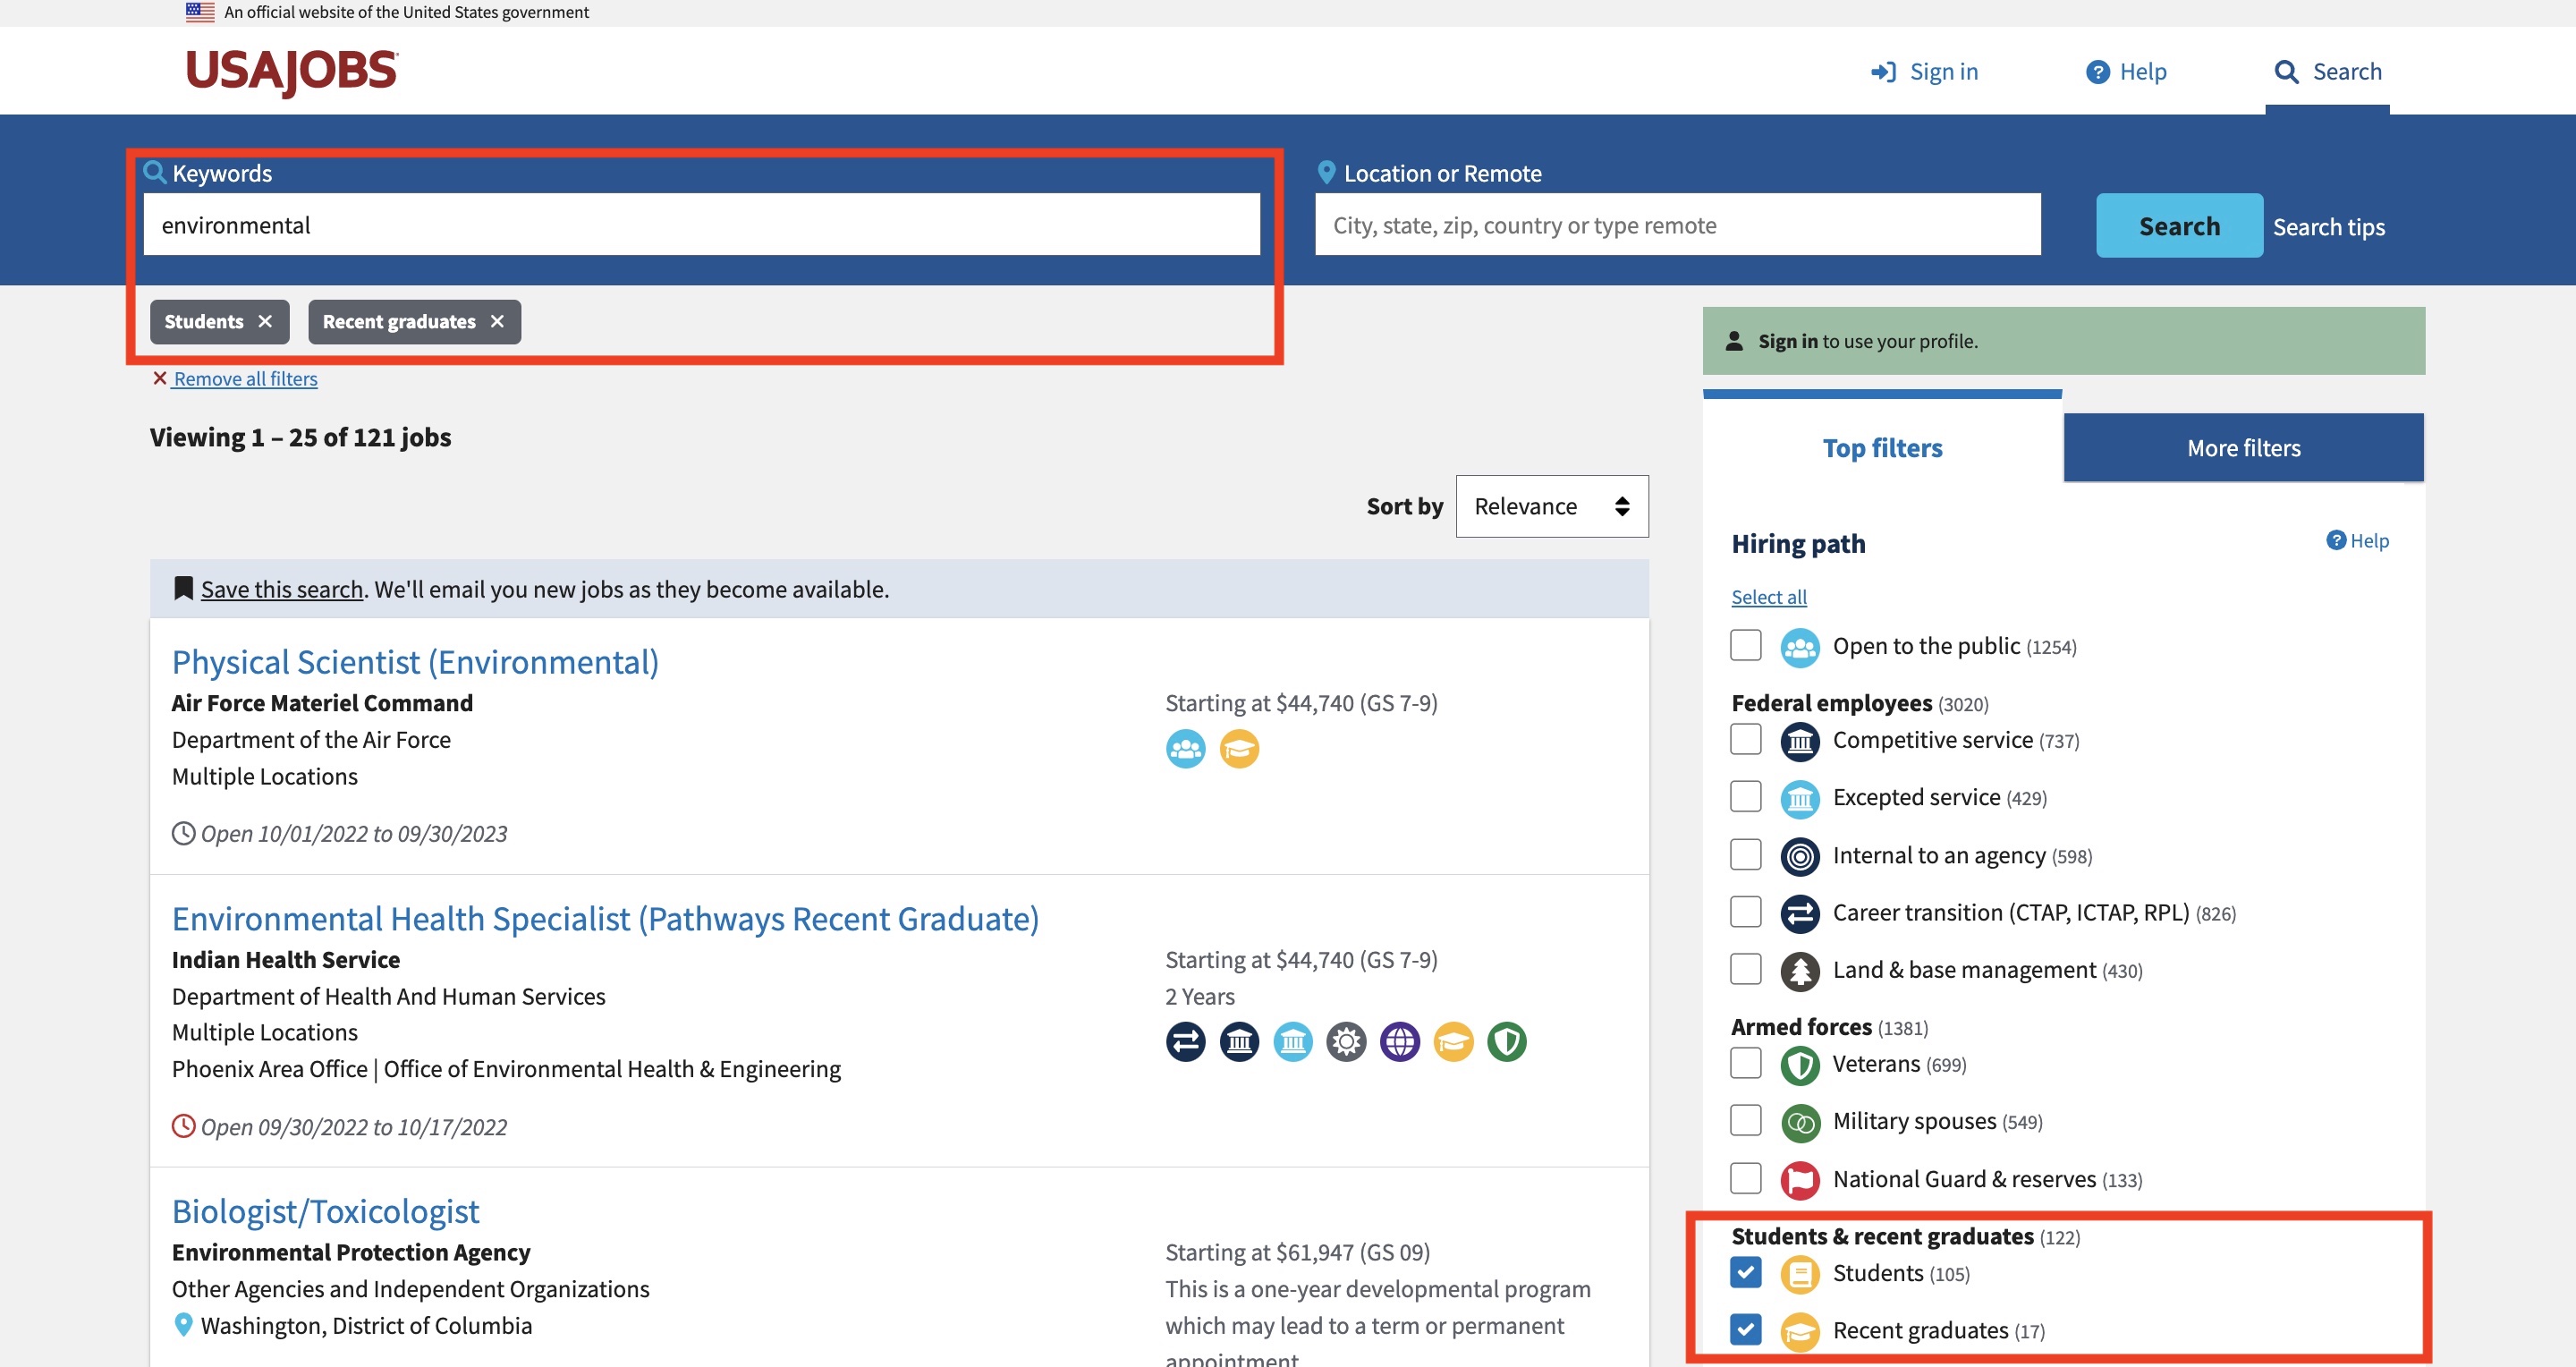 An official website of the United States government
USAJOBS
Sign in
Help
Search
Keywords
Location or Remote
environmental
City, state, zip, country or type remote
Search
Search tips
Students
Recent graduates
Remove all filters
Viewing 1 – 25 of 121 jobs
Sort by
Relevance
Save this search. We'll email you new jobs as they become available.
Physical Scientist (Environmental)
Air Force Materiel Command
Department of the Air Force
Multiple Locations
Starting at $44,740 (GS 7-9)
Open 10/01/2022 to 09/30/2023
Environmental Health Specialist (Pathways Recent Graduate)
Indian Health Service
Department of Health And Human Services
Multiple Locations
Phoenix Area Office | Office of Environmental Health & Engineering
Starting at $44,740 (GS 7-9)
2 Years
Open 09/30/2022 to 10/17/2022
Biologist/Toxicologist
Environmental Protection Agency
Other Agencies and Independent Organizations
Washington, District of Columbia
Starting at $61,947 (GS 09)
This is a one-year developmental program
which may lead to a term or permanent
appointment
Sign in to use your profile.
Top filters
More filters
Hiring path
Help
Select all
Open to the public (1254)
Federal employees (3020)
Competitive service (737)
Excepted service (429)
Internal to an agency (598)
Career transition (CTAP, ICTAP, RPL) (826)
Land & base management (430)
Armed forces (1381)
Veterans (699)
Military spouses (549)
National Guard & reserves (133)
Students & recent graduates (122)
Students (105)
Recent graduates (17)